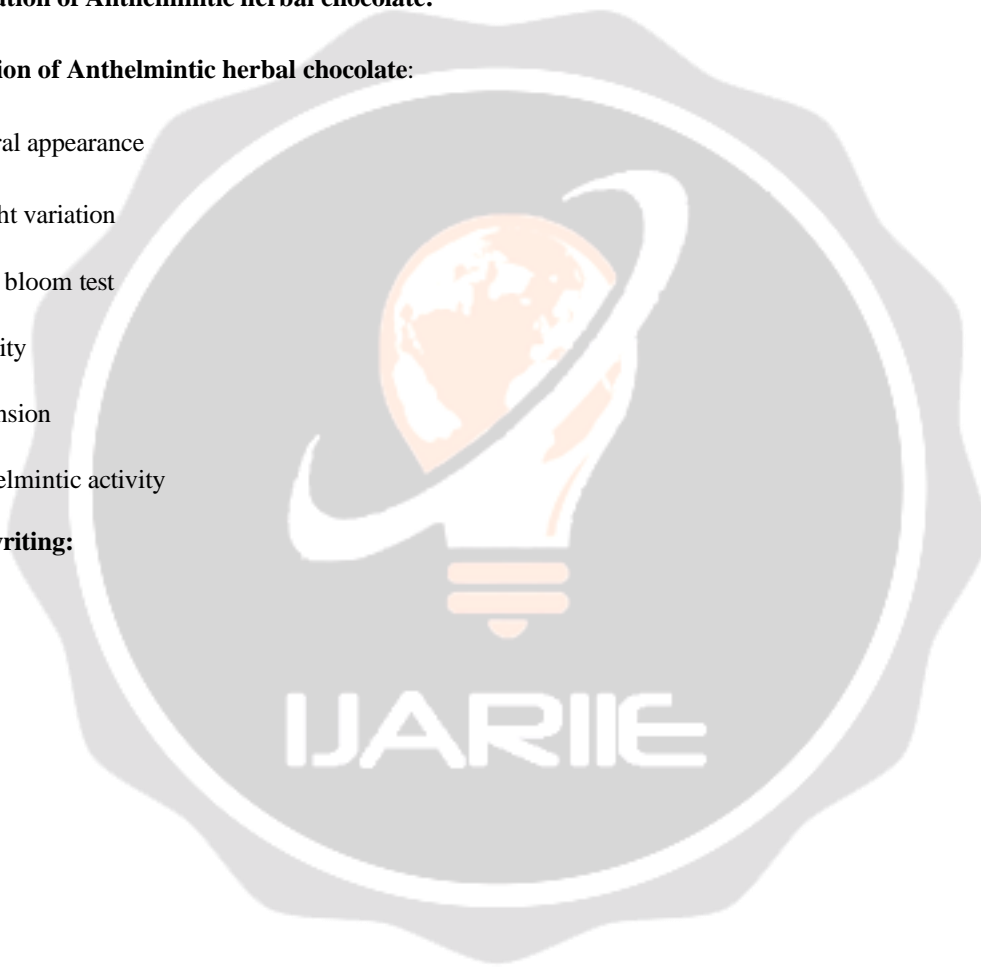 ation of Anthelmintic herbal chocolate:
ion of Anthelmintic herbal chocolate:
ral appearance
ht variation
bloom test
ity
nsion
elmintic activity
writing:
IJARIIE